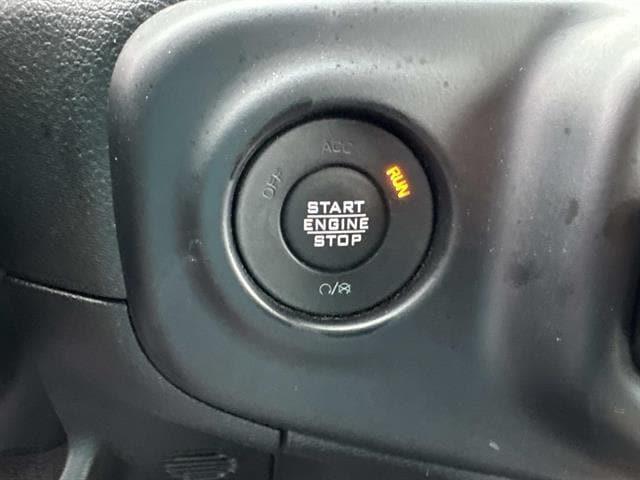 OFF
ACC
RUN
START
ENGINE
STOP